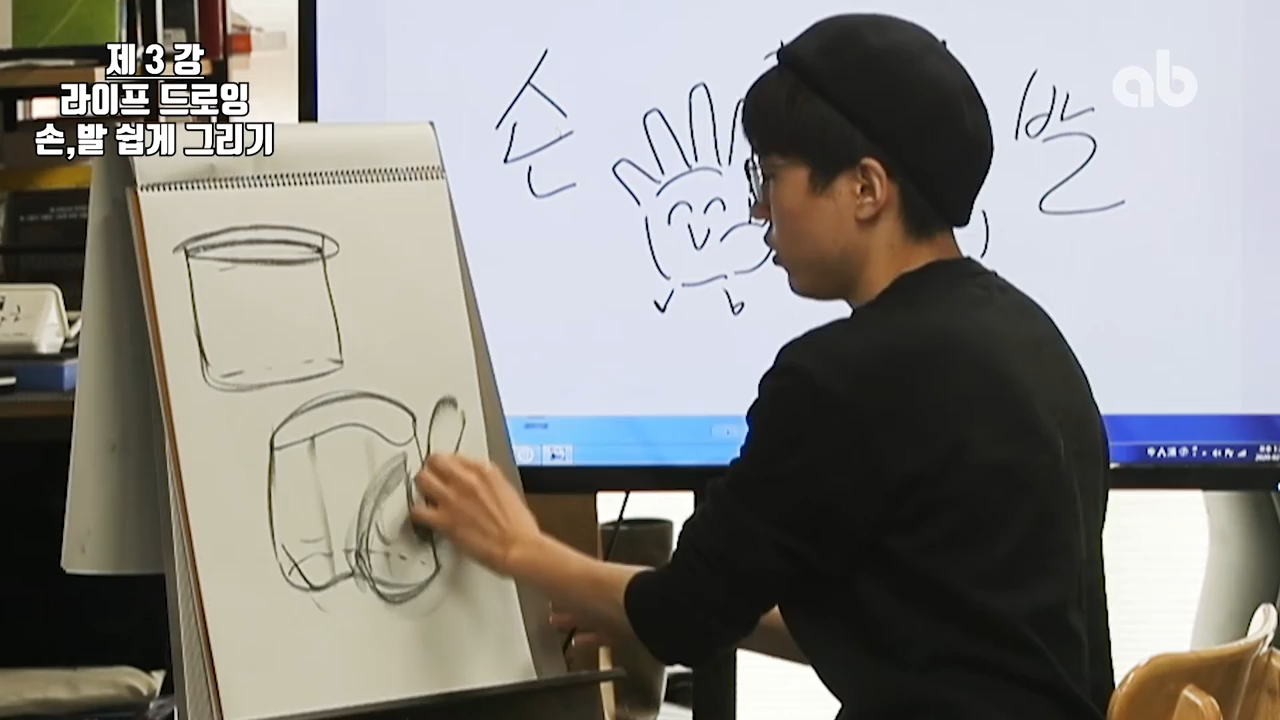 제 3 강
라이프 드로잉
손,발 쉽게 그리기
손
발
ab